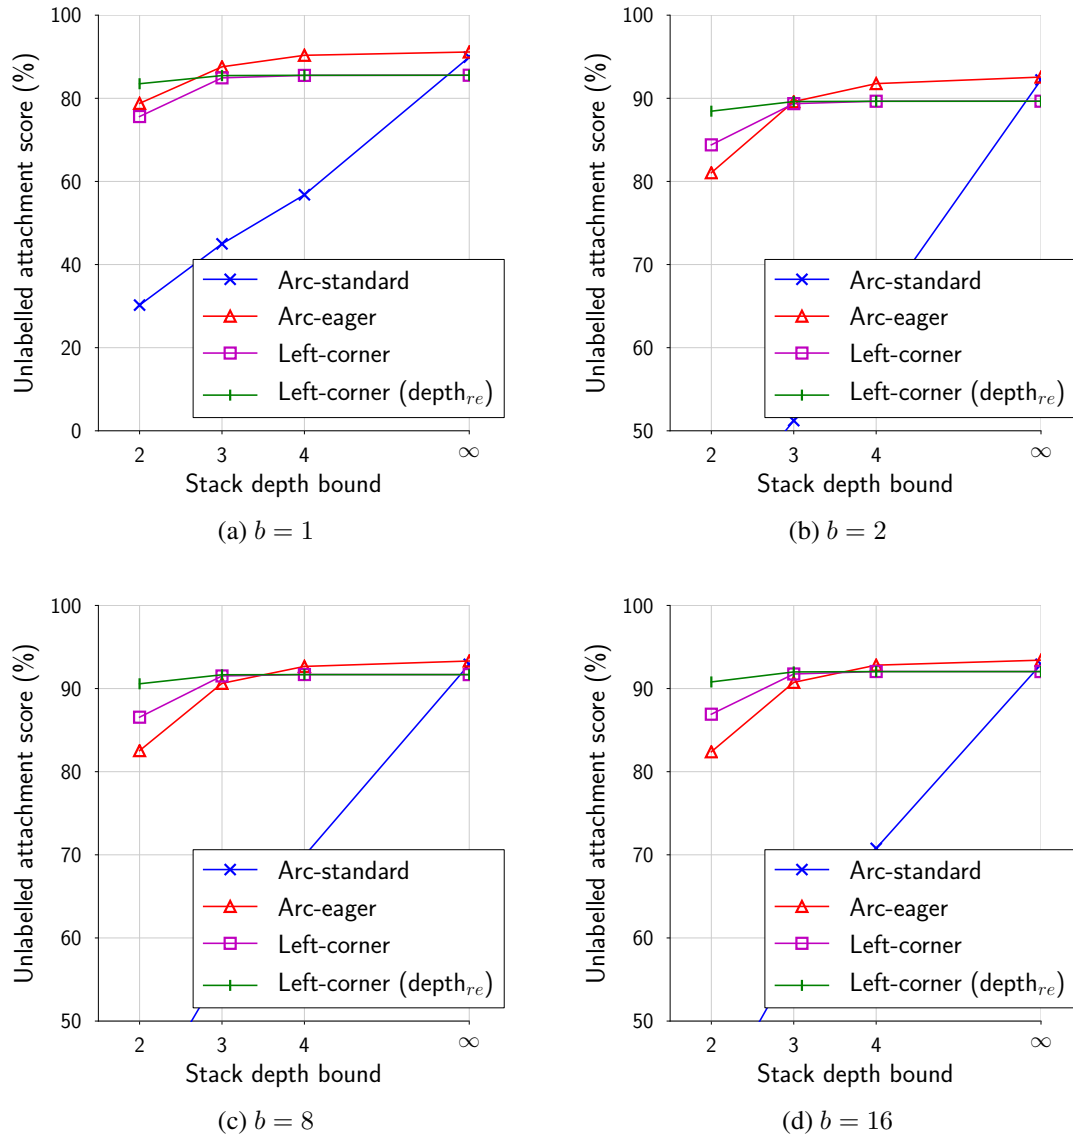 Unlabelled attachment score (%)
100
80
60
40
20
0
Arc-standard
Arc-eager
Left-corner
Left-corner (depth_re)
2 3 4 ∞
Stack depth bound
(a) b = 1
Unlabelled attachment score (%)
100
90
80
70
60
50
Arc-standard
Arc-eager
Left-corner
Left-corner (depth_re)
2 3 4 ∞
Stack depth bound
(b) b = 2
Unlabelled attachment score (%)
100
90
80
70
60
50
Arc-standard
Arc-eager
Left-corner
Left-corner (depth_re)
2 3 4 ∞
Stack depth bound
(c) b = 8
Unlabelled attachment score (%)
100
90
80
70
60
50
Arc-standard
Arc-eager
Left-corner
Left-corner (depth_re)
2 3 4 ∞
Stack depth bound
(d) b = 16